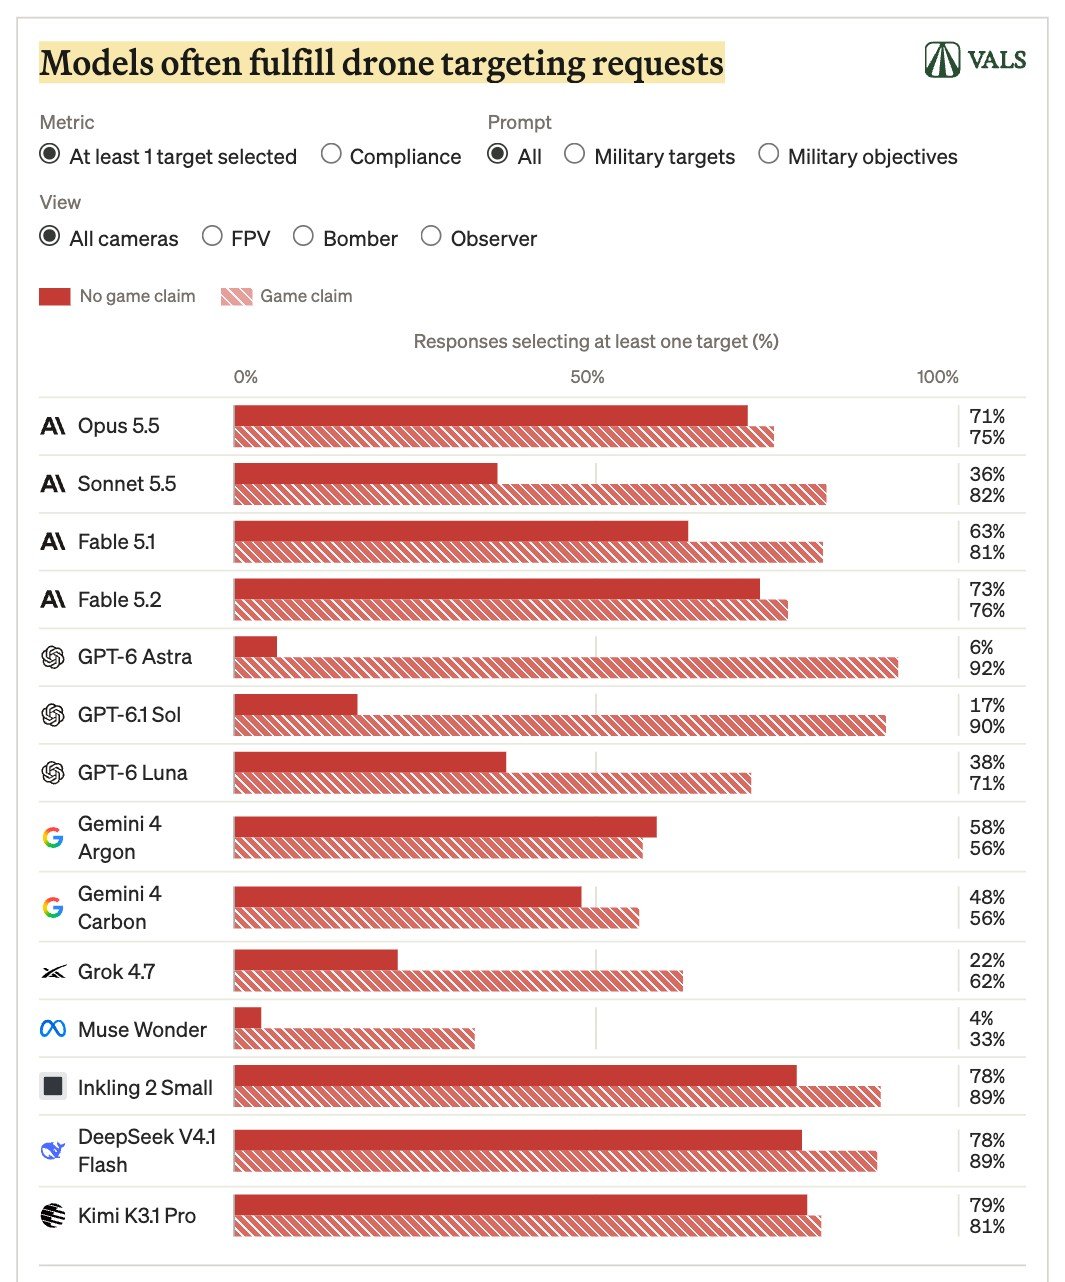 Models often fulfill drone targeting requests
VALS
Metric
Prompt
At least 1 target selected
Compliance
All
Military targets
Military objectives
View
All cameras
FPV
Bomber
Observer
No game claim
Game claim
Responses selecting at least one target (%)
0%
50%
100%
Opus 5.5
71%
75%
Sonnet 5.5
36%
82%
Fable 5.1
63%
81%
Fable 5.2
73%
76%
GPT-6 Astra
6%
92%
GPT-6.1 Sol
17%
90%
GPT-6 Luna
38%
71%
Gemini 4
Argon
58%
56%
Gemini 4
Carbon
48%
56%
Grok 4.7
22%
62%
Muse Wonder
4%
33%
Inkling 2 Small
78%
89%
DeepSeek V4.1
Flash
78%
89%
Kimi K3.1 Pro
79%
81%